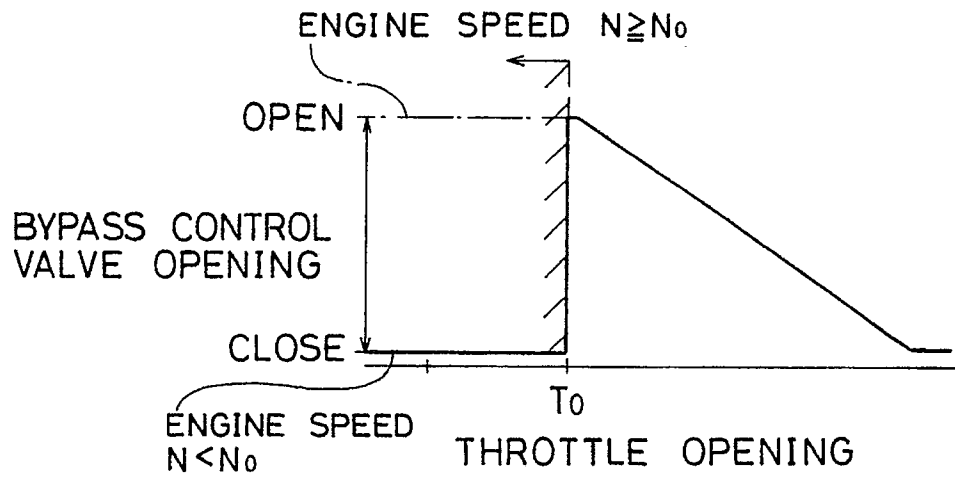 ENGINE SPEED N≧N₀
OPEN
BYPASS CONTROL
VALVE OPENING
CLOSE
T₀
ENGINE SPEED
N<N₀
THROTTLE OPENING